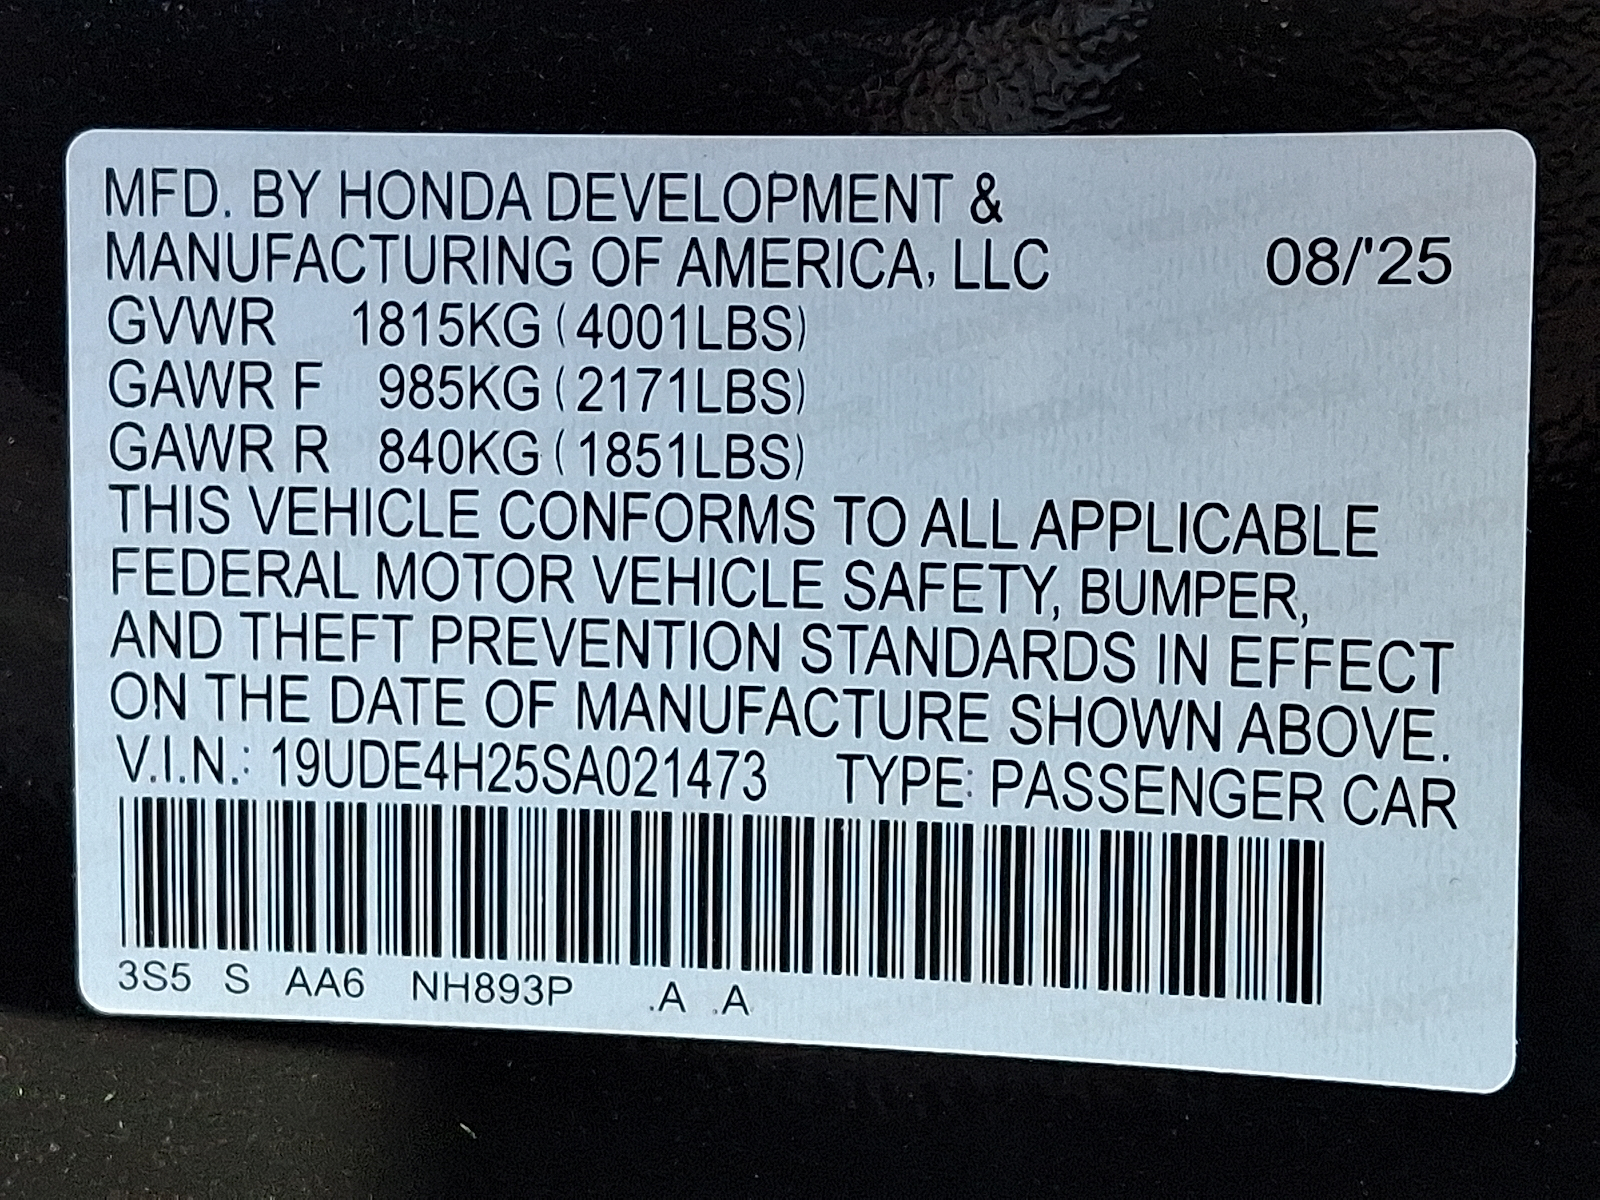 MFD. BY HONDA DEVELOPMENT &
MANUFACTURING OF AMERICA, LLC 08/'25
GVWR 1815KG (4001LBS)
GAWR F 985KG (2171LBS)
GAWR R 840KG (1851LBS)
THIS VEHICLE CONFORMS TO ALL APPLICABLE
FEDERAL MOTOR VEHICLE SAFETY, BUMPER,
AND THEFT PREVENTION STANDARDS IN EFFECT
ON THE DATE OF MANUFACTURE SHOWN ABOVE.
V.I.N.: 19UDE4H25SA021473 TYPE: PASSENGER CAR
3S5 S AA6 NH893P .A .A